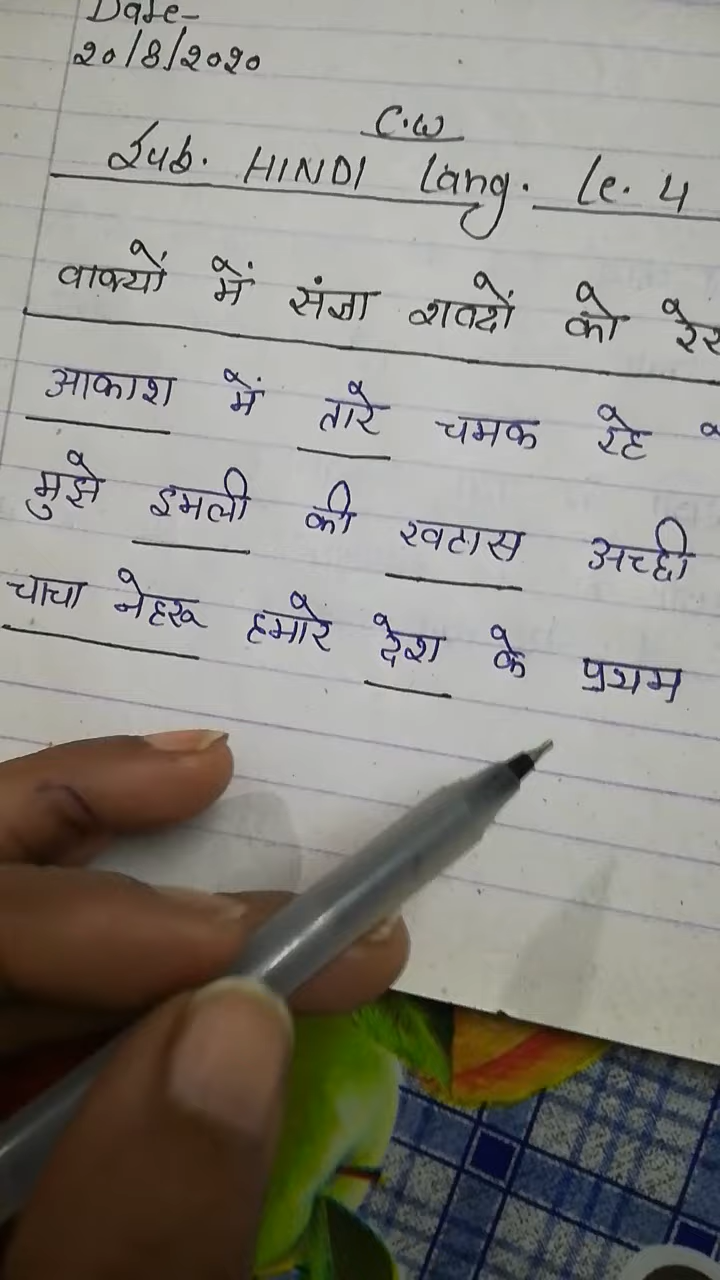 Date-
20/8/2020
C.W
Sub. HINDI Lang. Le. 4
वाक्यों में संज्ञा शब्दों को
आकाश में तारे चमक रहे
मुझे इमली की खटास अच्छी
चाचा नेहरू हमारे देश के प्रथम